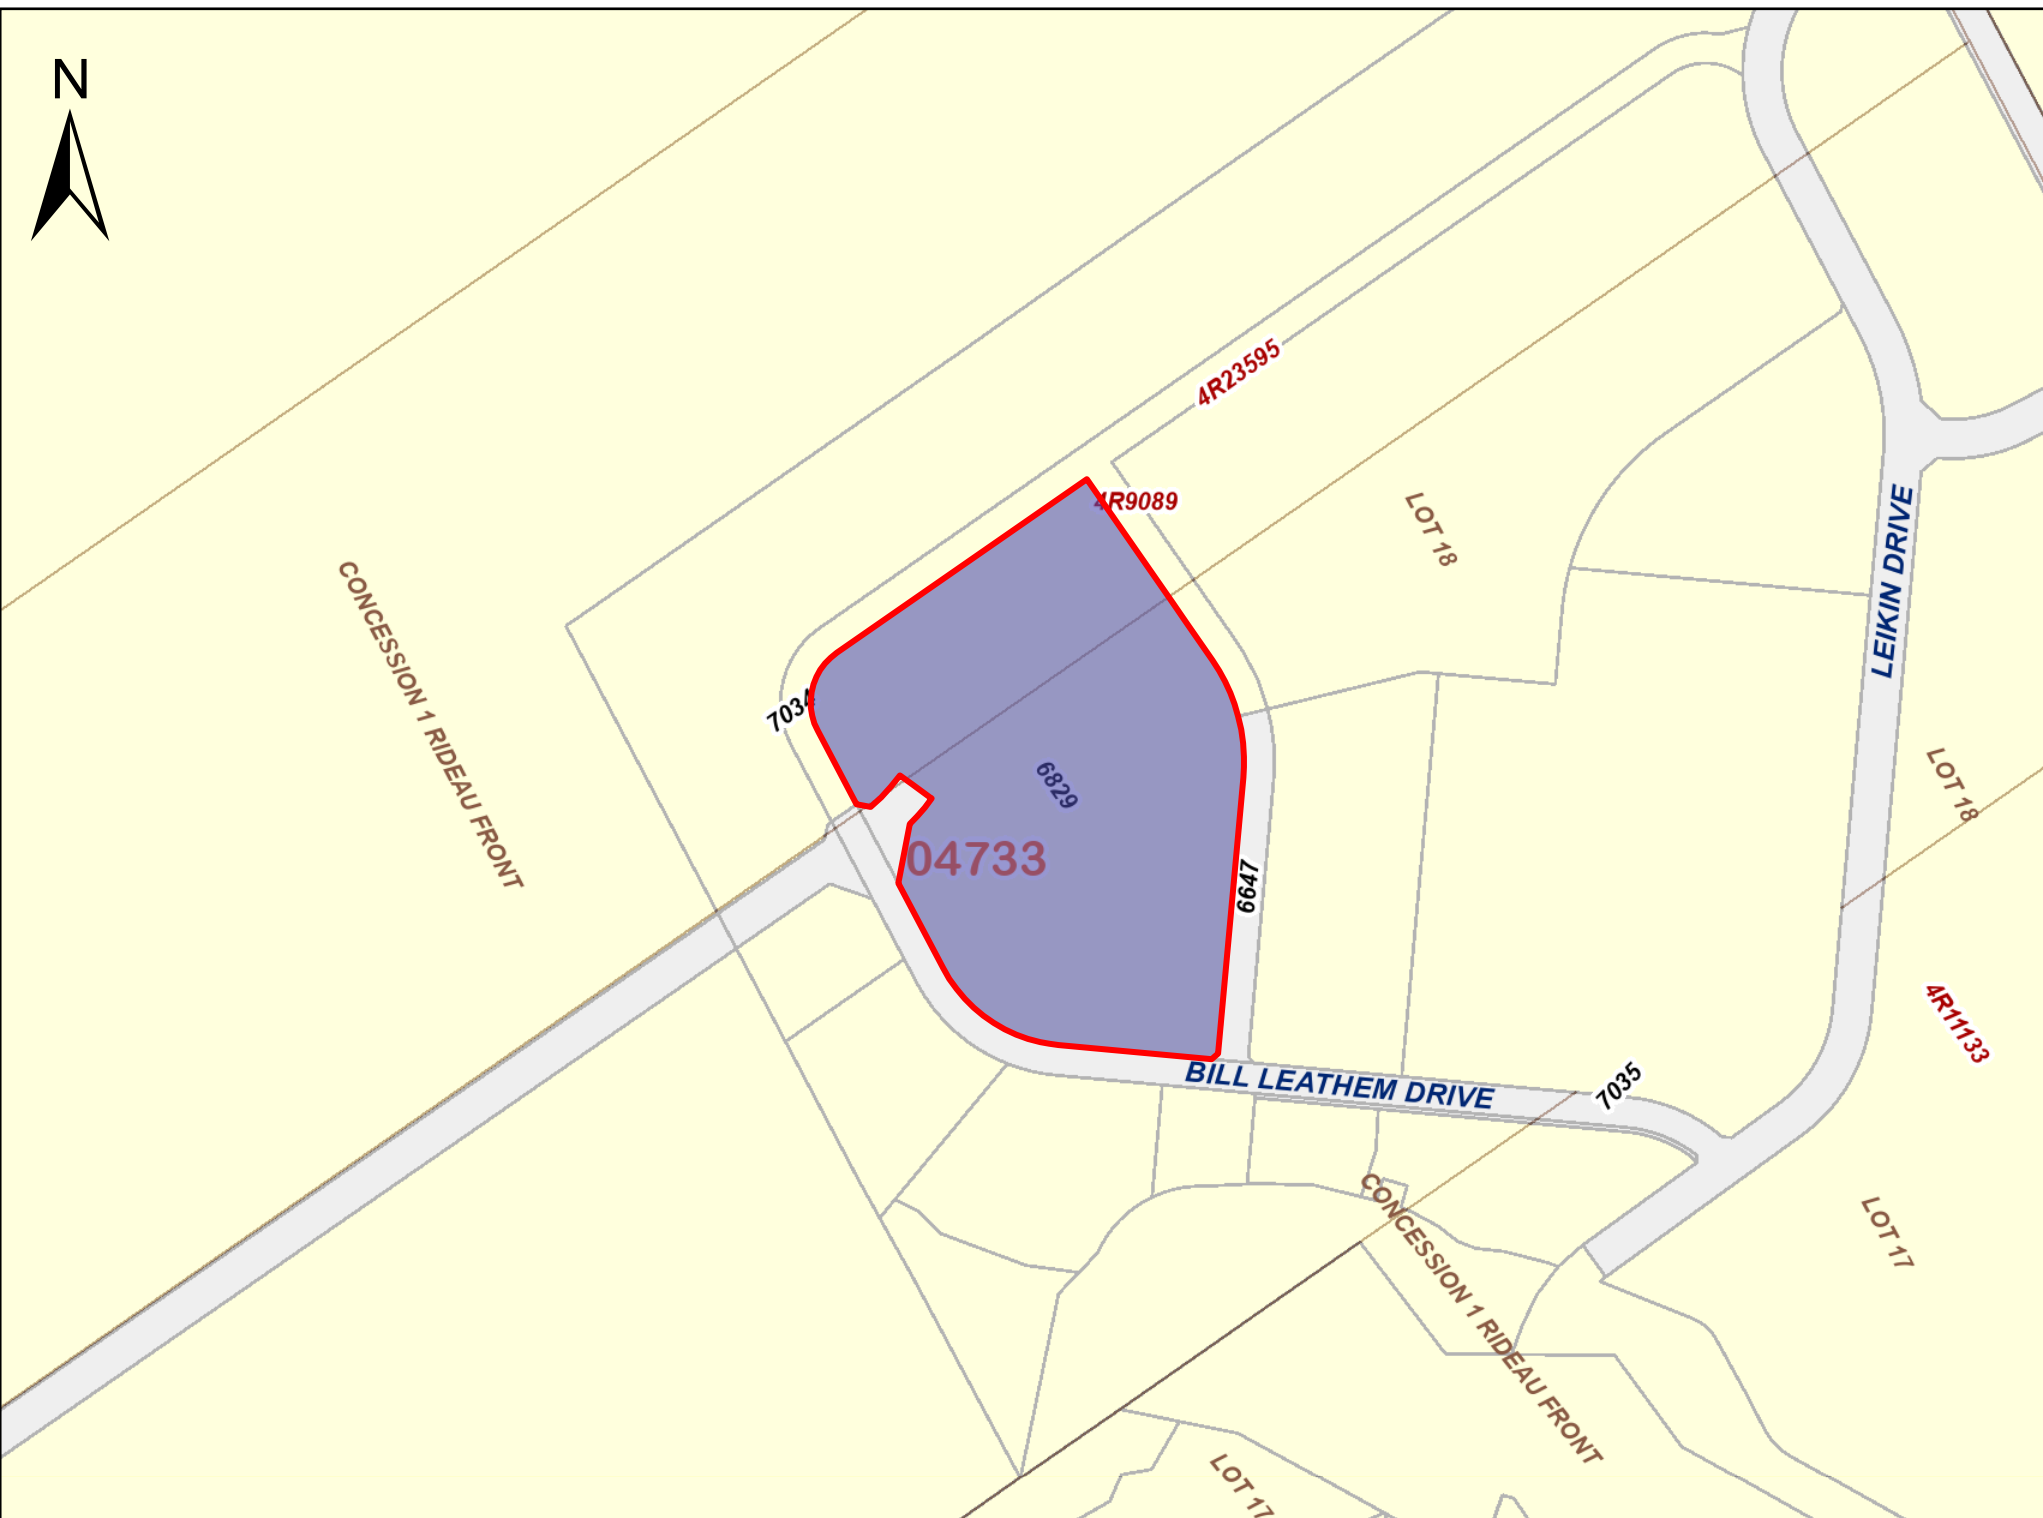 N
4R23595
4R9089
LOT 18
LEIKIN DRIVE
CONCESSION 1 RIDEAU FRONT
7034
6829
LOT 18
04733
6647
4R11133
BILL LEATHEM DRIVE
7035
CONCESSION 1 RIDEAU FRONT
LOT 17
LOT 17